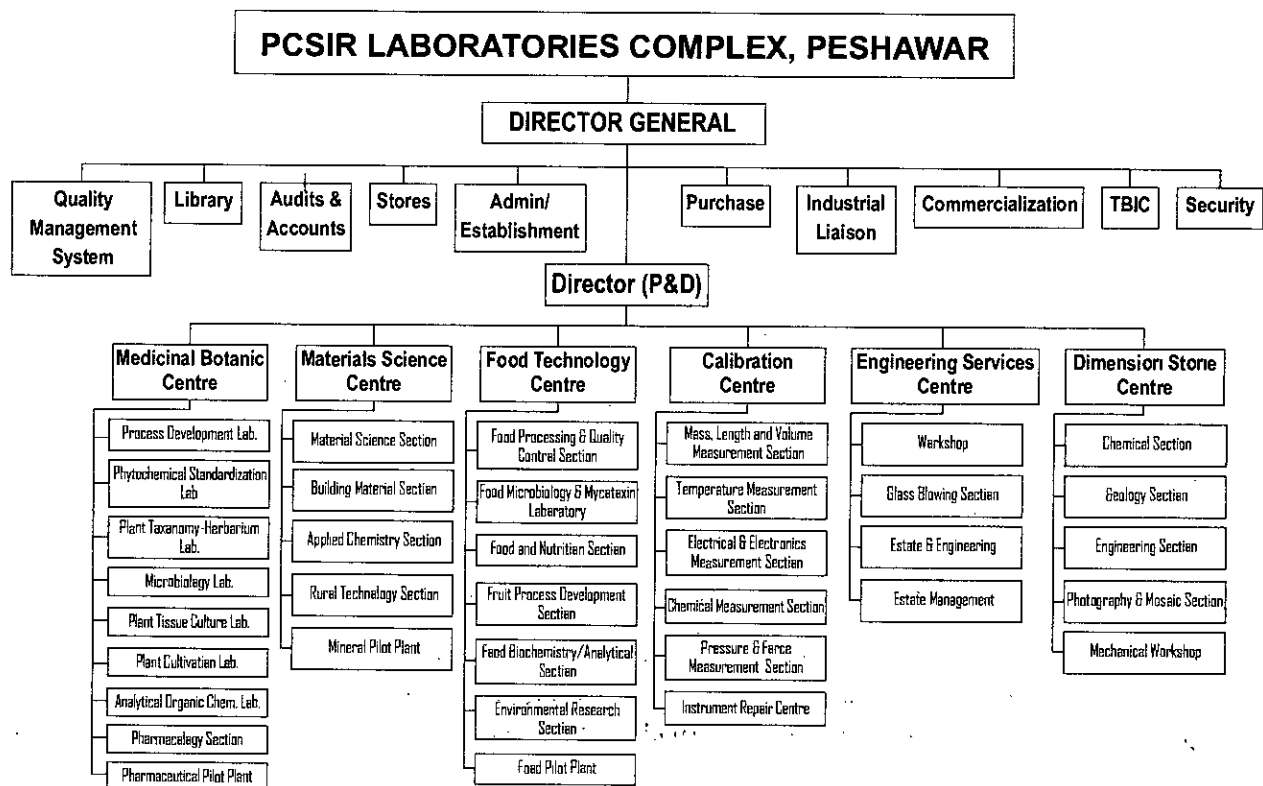 PCSIR LABORATORIES COMPLEX, PESHAWAR
DIRECTOR GENERAL
Quality
Management
System
Library
Audits &
Accounts
Stores
Admin/
Establishment
Purchase
Industrial
Liaison
Commercialization
TBIC
Security
Director (P&D)
Medicinal Botanic
Centre
Process Development Lab.
Phytochemical Standardization
Lab
Plant Taxanomy-Herbarium
Lab.
Microbiology Lab.
Plant Tissue Culture Lab.
Plant Cultivation Lab.
Analytical Organic Chem. Lab.
Pharmacology Section
Pharmaceutical Pilot Plant
Materials Science
Centre
Material Science Section
Building Material Section
Applied Chemistry Section
Rural Technology Section
Mineral Pilot Plant
Food Technology
Centre
Food Processing & Quality
Control Section
Food Microbiology & Mycotoxin
Laboratory
Food and Nutrition Section
Fruit Process Development
Section
Food Biochemistry/Analytical
Section
Environmental Research
Section
Food Pilot Plant
Calibration
Centre
Mass, Length and Volume
Measurement Section
Temperature Measurement
Section
Electrical & Electronics
Measurement Section
Chemical Measurement Section
Pressure & Force
Measurement Section
Instrument Repair Centre
Engineering Services
Centre
Workshop
Glass Blowing Section
Estate & Engineering
Estate Management
Dimension Stone
Centre
Chemical Section
Geology Section
Engineering Section
Photography & Mosaic Section
Mechanical Workshop